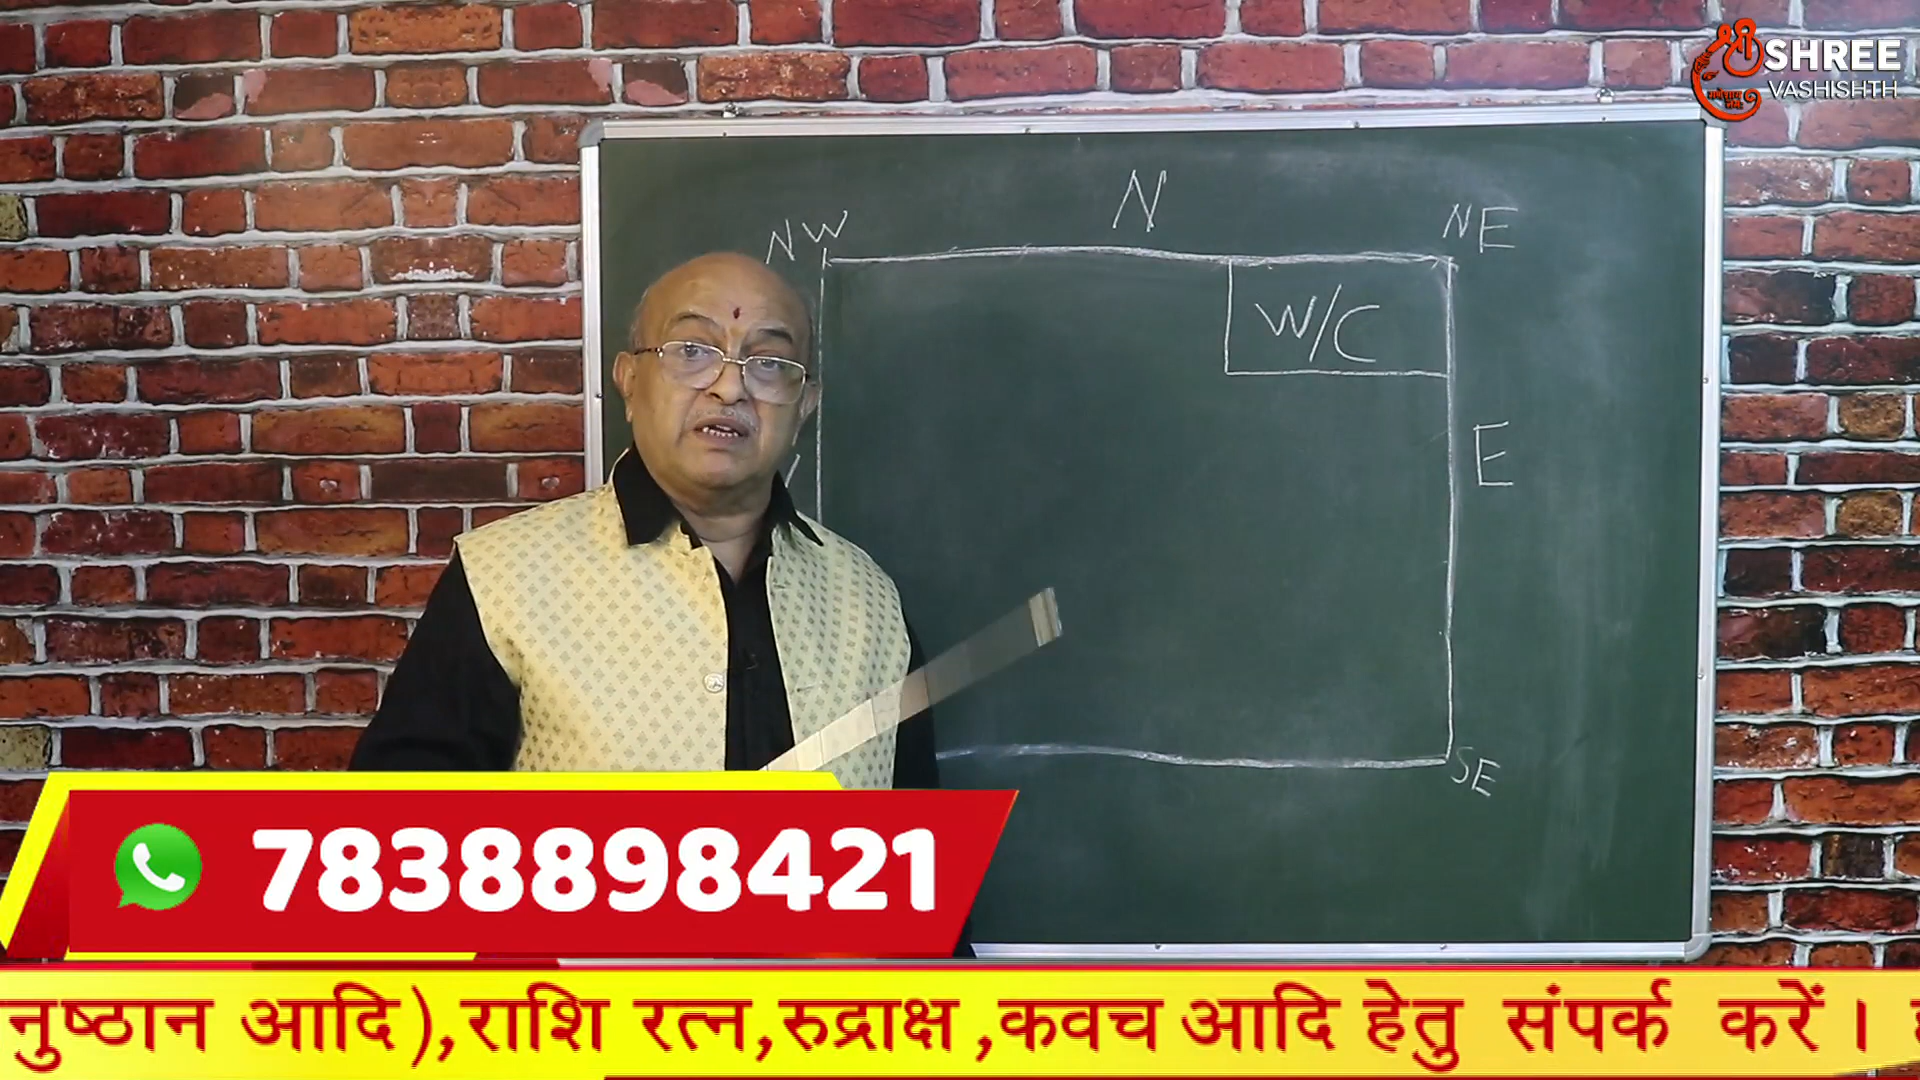 SHREE
VASHISHTH
N
NW
NE
W/C
E
SE
7838898421
नुष्ठान आदि),राशि रत्न,रुद्राक्ष ,कवच आदि हेतु संपर्क करें ।